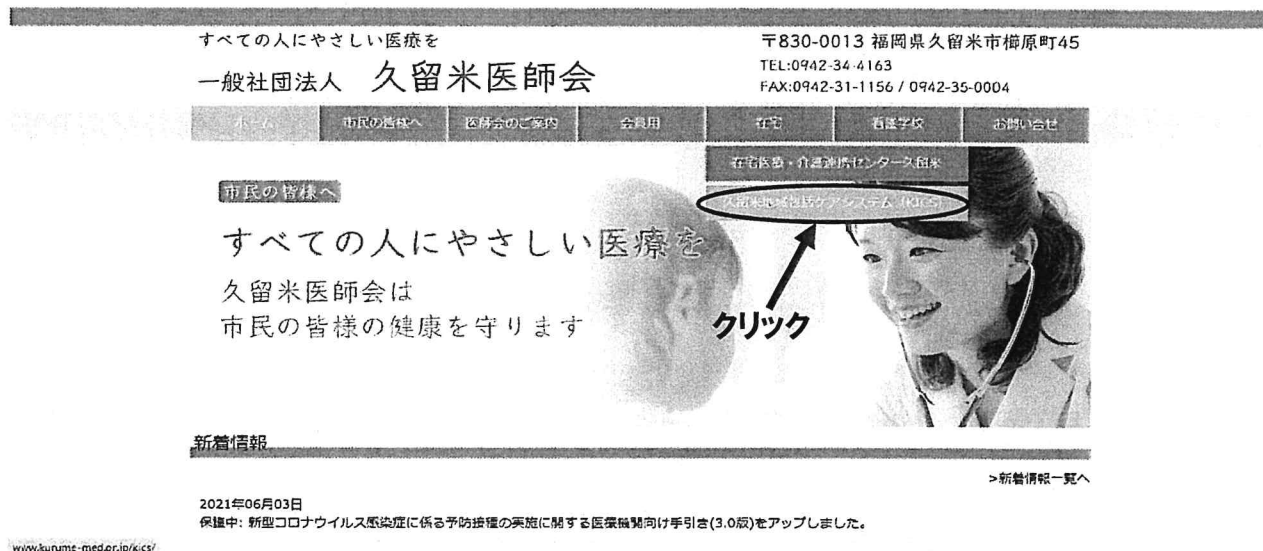 すべての人にやさしい医療を
一般社団法人 久留米医師会
〒830-0013 福岡県久留米市櫛原町45
TEL:0942-34-4163
FAX:0942-31-1156 / 0942-35-0004
ホーム 市民の皆様へ 医師会のご案内 会員用 在宅 看護学校 お問い合せ
在宅医療・介護連携センター久留米
久留米地域包括ケアシステム（KICS）
市民の皆様へ
すべての人にやさしい医療を
久留米医師会は
市民の皆様の健康を守ります
クリック
新着情報
>新着情報一覧へ
2021年06月03日
保護中: 新型コロナウイルス感染症に係る予防接種の実施に関する医療機関向け手引き(3.0版)をアップしました。
www.kurume-med.or.jp/kics/